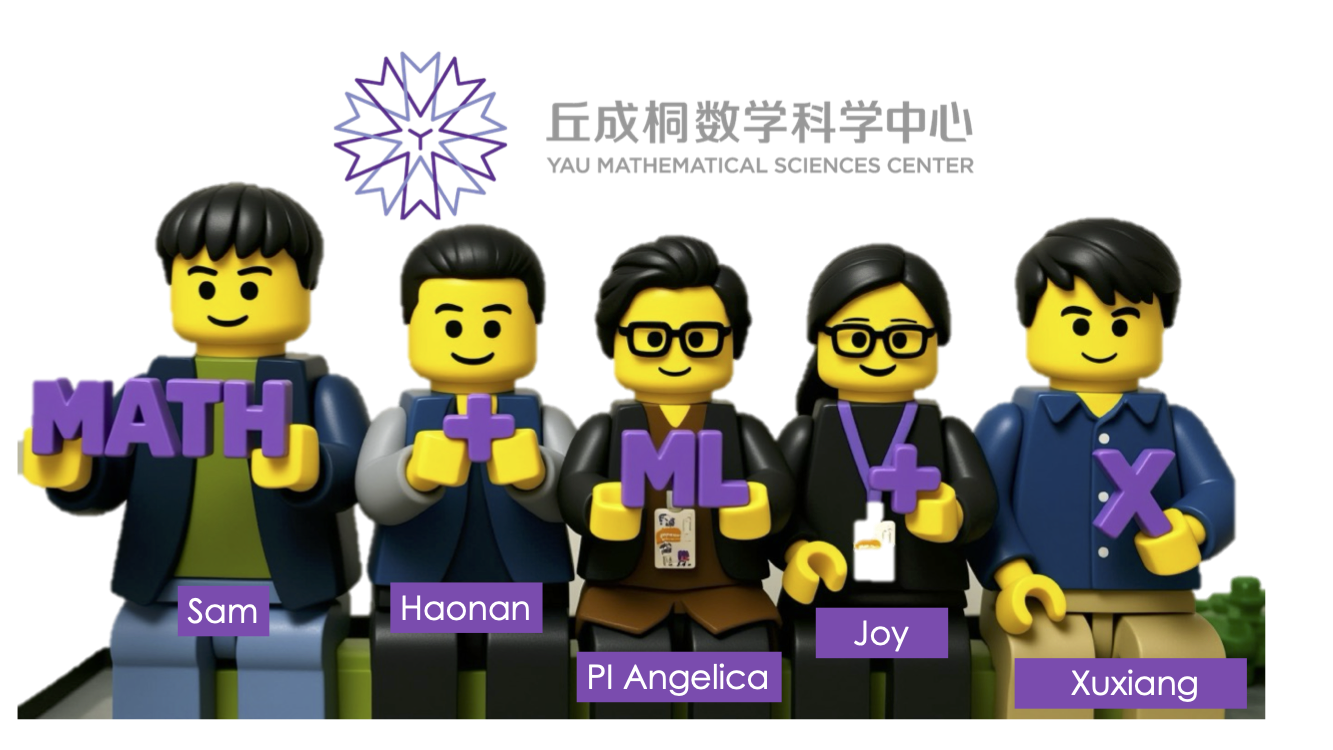 丘成桐数学科学中心
YAU MATHEMATICAL SCIENCES CENTER
Y
MATH + ML + X
Sam
Haonan
PI Angelica
Joy
Xuxiang